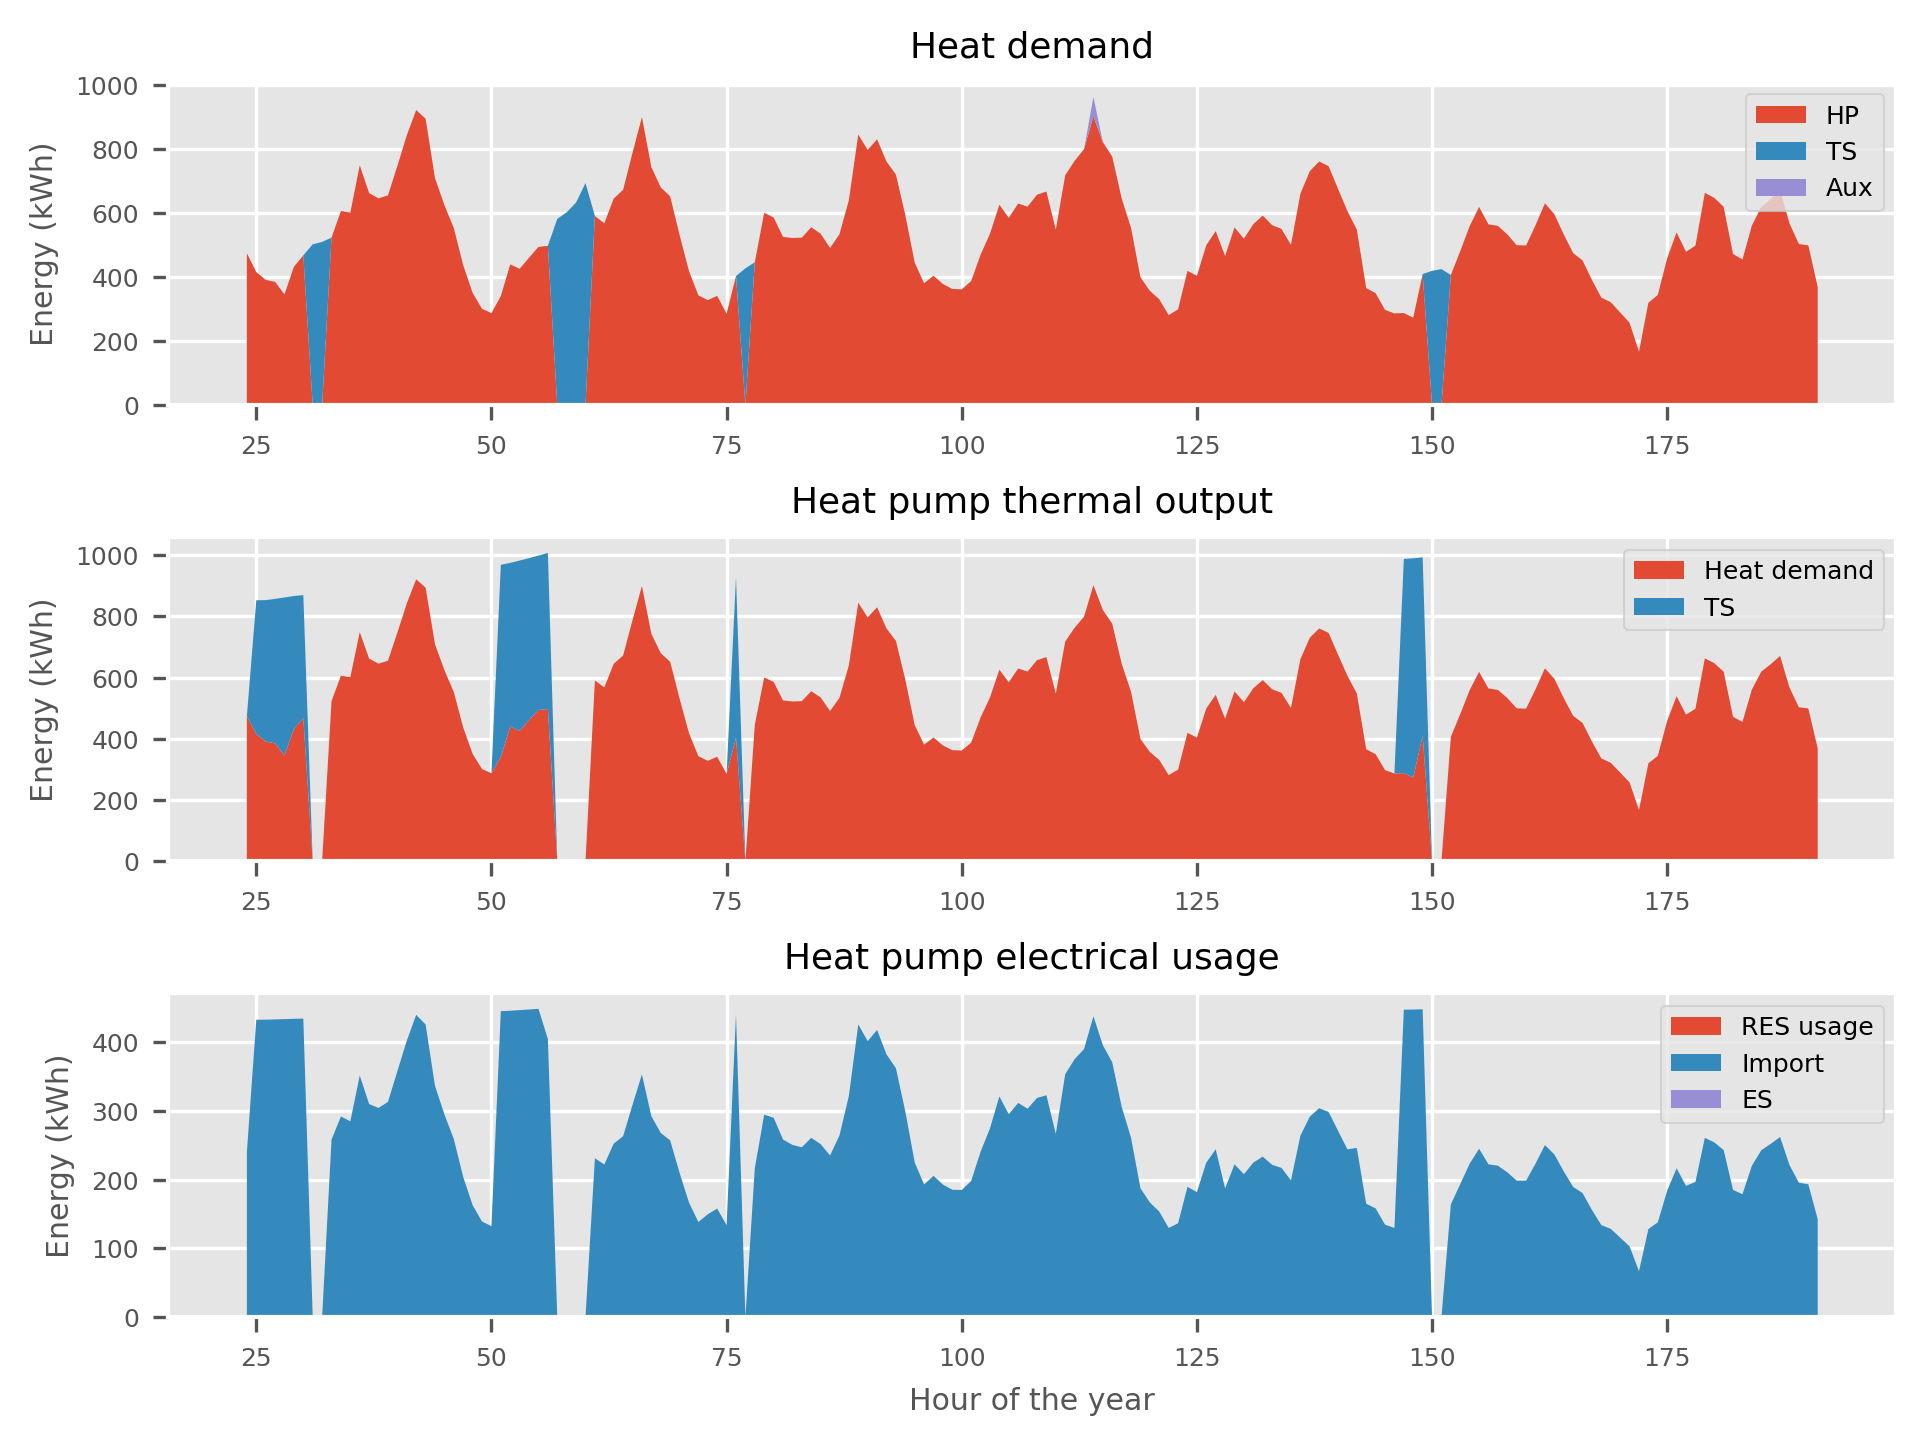 Heat demand
1000
800
600
400
200
0
Energy (kWh)
HP
TS
Aux
25 50 75 100 125 150 175
Heat pump thermal output
1000
800
600
400
200
0
Energy (kWh)
Heat demand
TS
25 50 75 100 125 150 175
Heat pump electrical usage
400
300
200
100
0
Energy (kWh)
RES usage
Import
ES
25 50 75 100 125 150 175
Hour of the year